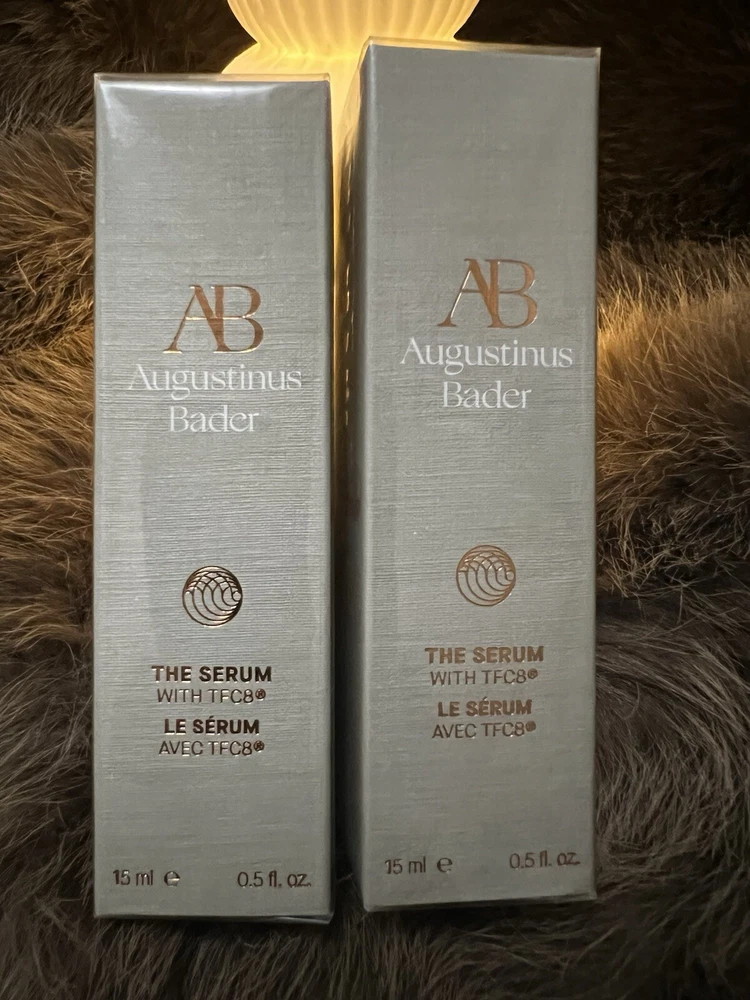 AB
Augustinus
Bader
THE SERUM
WITH TFC8®
LE SÉRUM
AVEC TFC8®
15 ml ℮
0.5 fl. oz.
AB
Augustinus
Bader
THE SERUM
WITH TFC8®
LE SÉRUM
AVEC TFC8®
15 ml ℮
0.5 fl. oz.